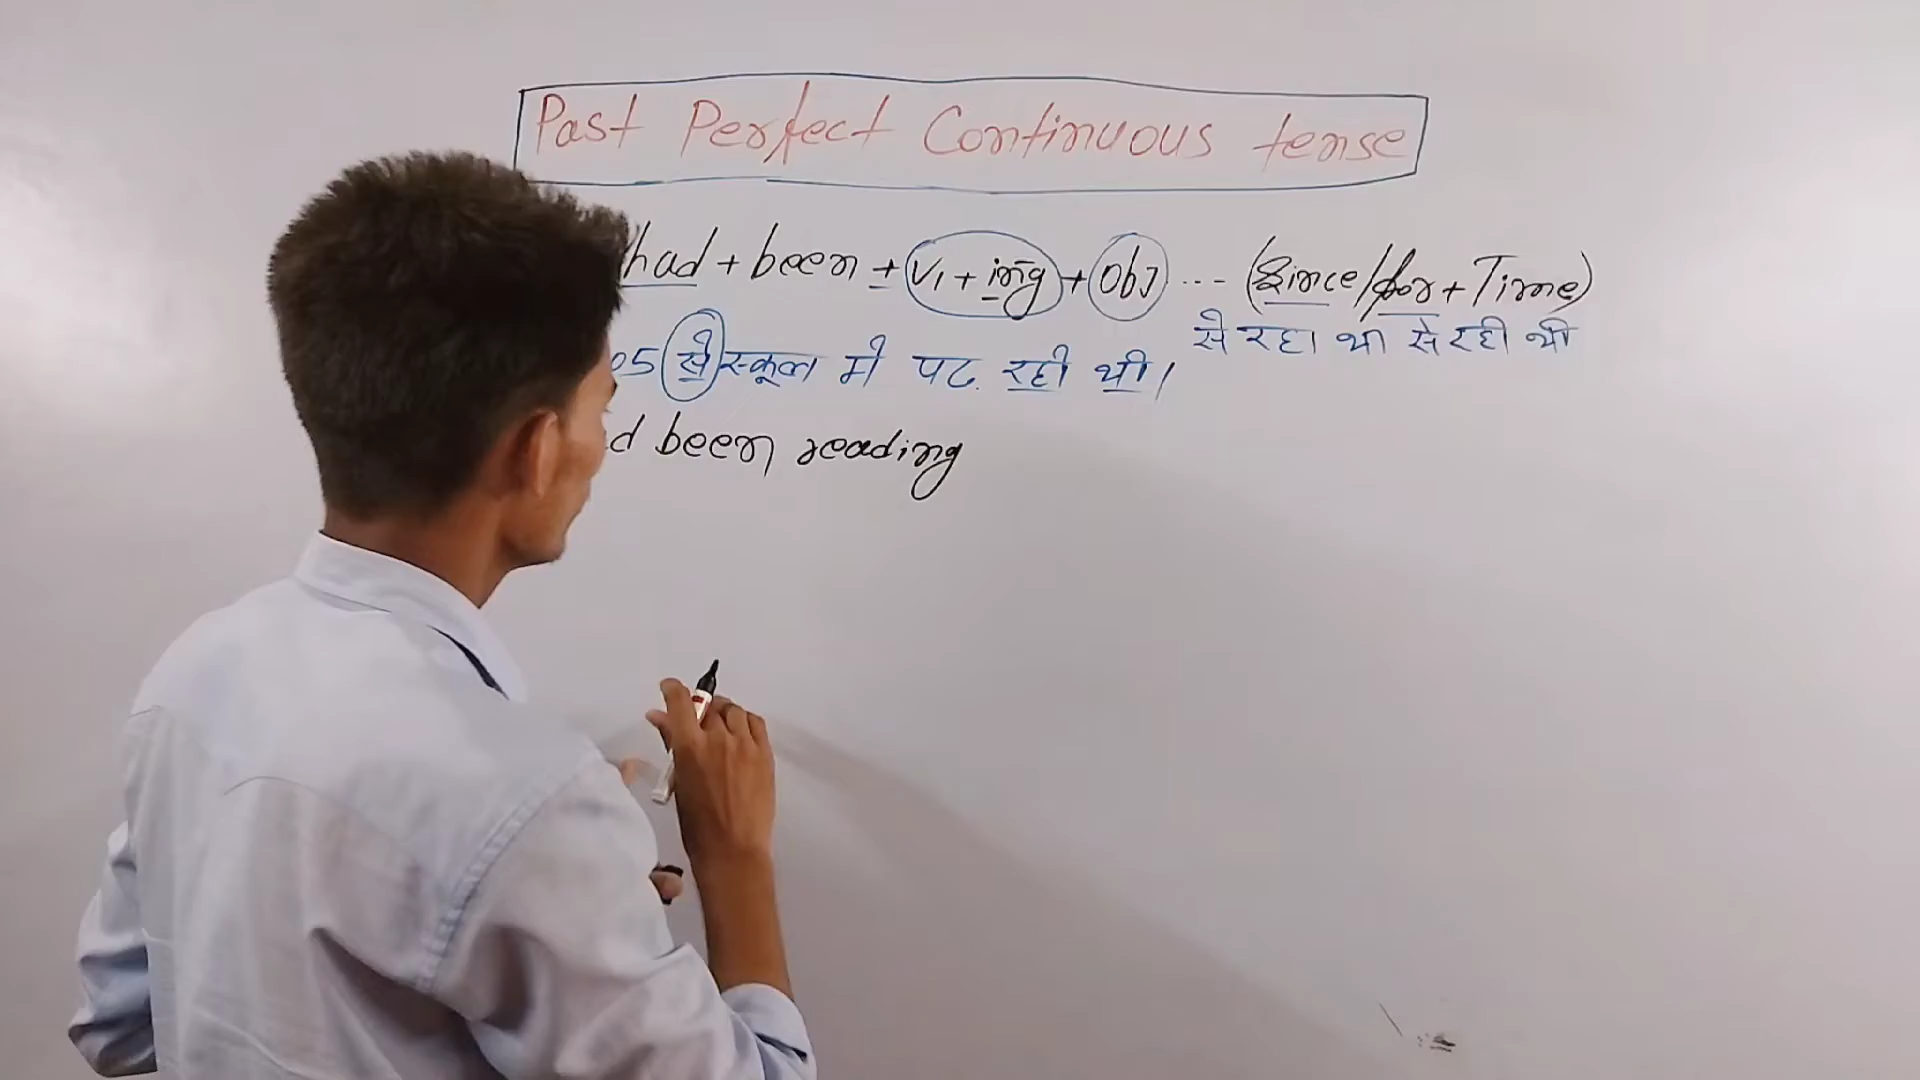 Past Perfect Continuous tense
had + been + V1 + ing + Obj ... (Since/for + Time)
से रहा था से रही थी
05 से स्कूल में पढ़ रही थी।
d been reading